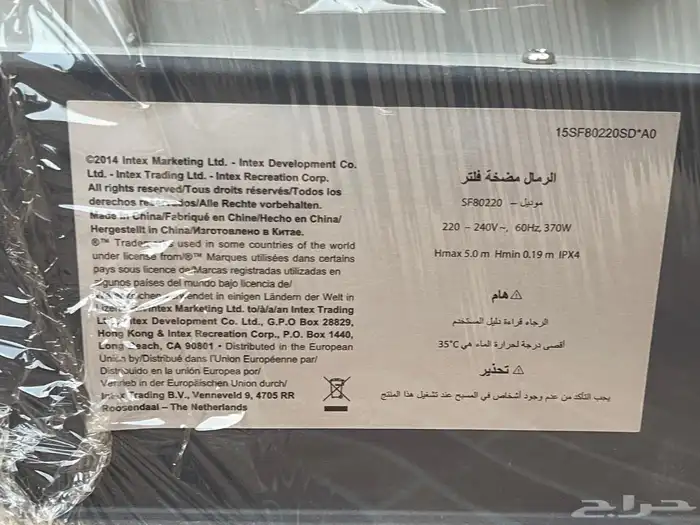 15SF80220SD*A0
©2014 Intex Marketing Ltd. - Intex Development Co.
Ltd. - Intex Trading Ltd. - Intex Recreation Corp.
All rights reserved/Tous droits réservés/Todos los
derechos reservados/Alle Rechte vorbehalten.
Made in China/Fabriqué en Chine/Hecho en China/
Hergestellt in China/Изготовлено в Китае.
®™ used in some countries of the world
under license from/®™ Marques utilisées dans certains
pays sous licence de/Marcas registradas utilizadas en
algunos países del mundo bajo licencia de/
in einigen Ländern der Welt in
Intex Marketing Ltd. to/à/a/an Intex Trading
Intex Development Co. Ltd., G.P.O Box 28829,
Hong Kong & Intex Recreation Corp., P.O. Box 1440,
Long Beach, CA 90801 • Distributed in the European
Union by/Distribué dans l'Union Européenne par/
Distribuido en la unión Europea por/
Vertrieb in der Europäischen Union durch/
Intex Trading B.V., Venneveld 9, 4705 RR
Roosendaal – The Netherlands
الرمال مضخة فلتر
موديل – SF80220
220 – 240V~, 60Hz, 370W
Hmax 5.0 m Hmin 0.19 m IPX4
⚠ هام
الرجاء قراءة دليل المستخدم
أقصى درجة لحرارة الماء هي 35°C
⚠ تحذير
يجب التأكد من عدم وجود أشخاص في المسبح عند تشغيل هذا المنتج
حراج